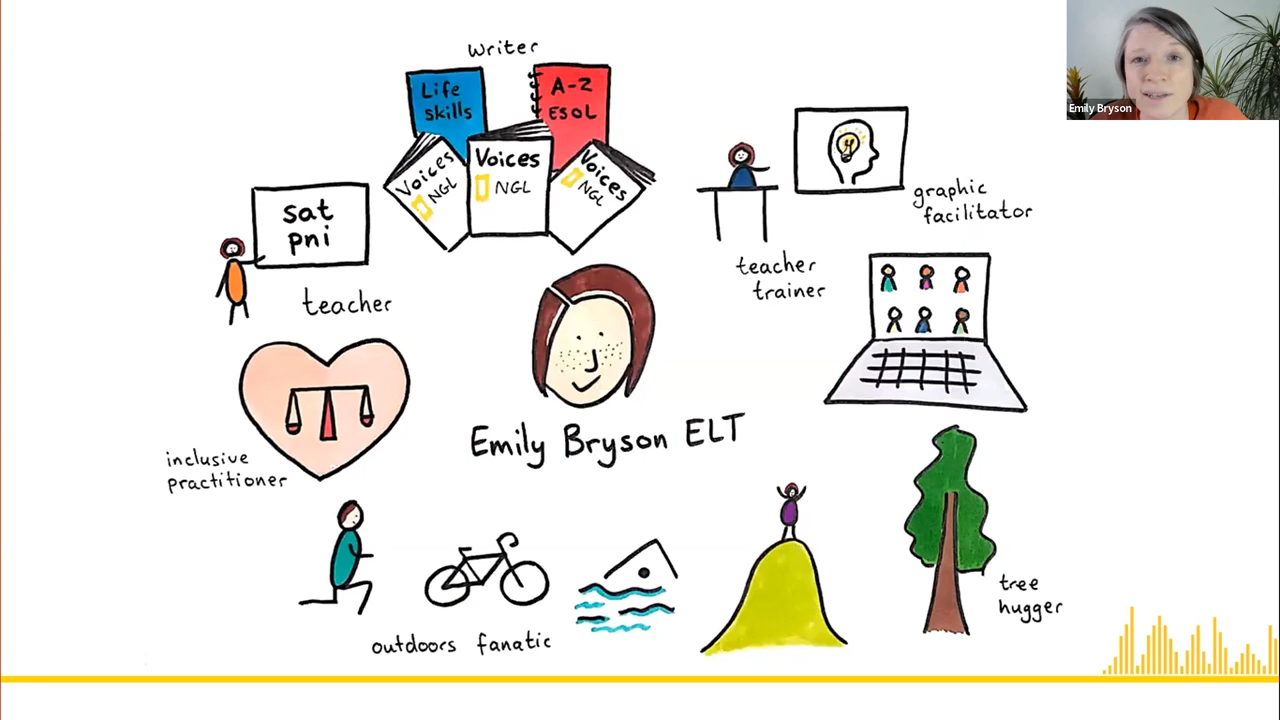 writer
Life
skills
A-Z
ESOL
Voices
NGL
Voices
NGL
Voices
NGL
Emily Bryson
sat
pni
teacher
graphic
facilitator
teacher
trainer
Emily Bryson ELT
inclusive
practitioner
outdoors fanatic
tree
hugger